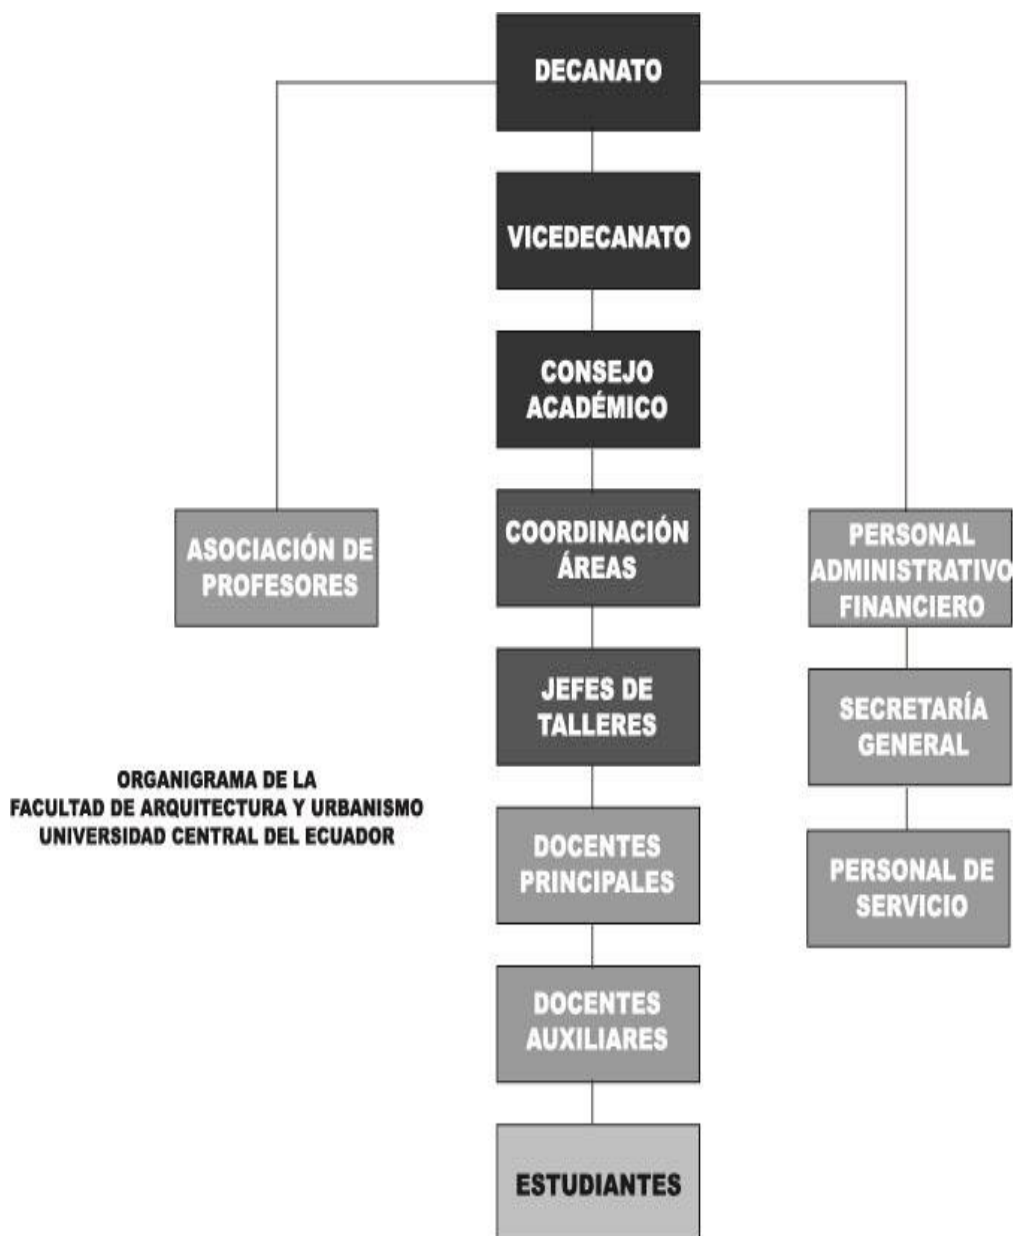 DECANATO
VICEDECANATO
CONSEJO
ACADÉMICO
ASOCIACIÓN DE
PROFESORES
COORDINACIÓN
ÁREAS
PERSONAL
ADMINISTRATIVO
FINANCIERO
JEFES DE
TALLERES
SECRETARÍA
GENERAL
ORGANIGRAMA DE LA
FACULTAD DE ARQUITECTURA Y URBANISMO
UNIVERSIDAD CENTRAL DEL ECUADOR
DOCENTES
PRINCIPALES
PERSONAL DE
SERVICIO
DOCENTES
AUXILIARES
ESTUDIANTES